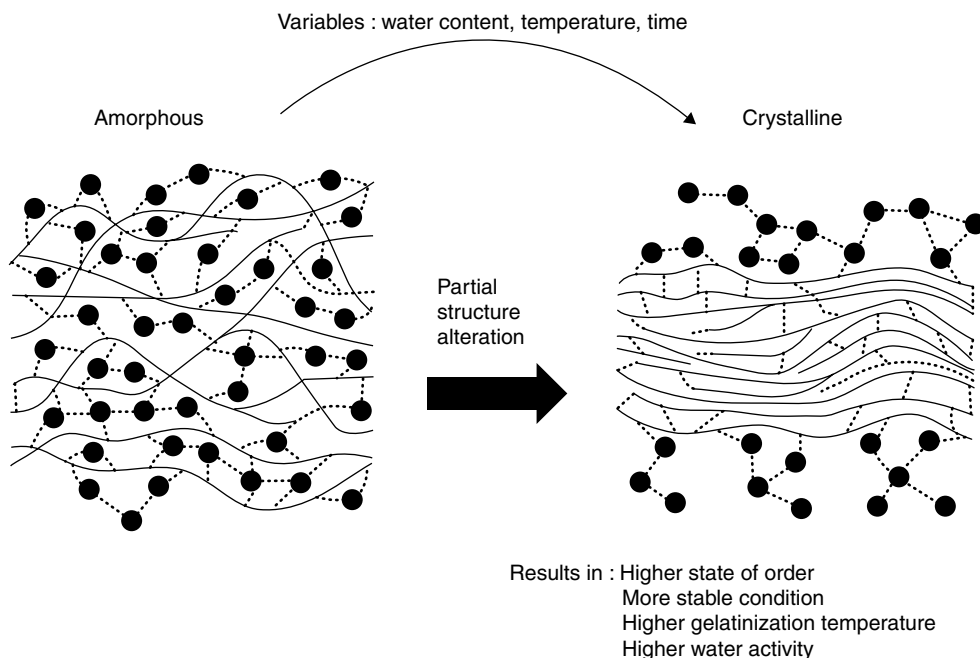 Variables : water content, temperature, time
Amorphous
Crystalline
Partial
structure
alteration
Results in : Higher state of order
More stable condition
Higher gelatinization temperature
Higher water activity